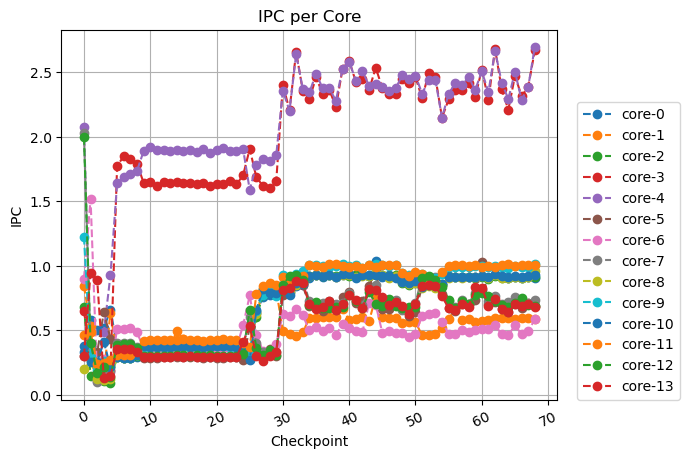 IPC per Core
IPC
2.5
2.0
1.5
1.0
0.5
0.0
0
10
20
30
40
50
60
70
Checkpoint
core-0
core-1
core-2
core-3
core-4
core-5
core-6
core-7
core-8
core-9
core-10
core-11
core-12
core-13